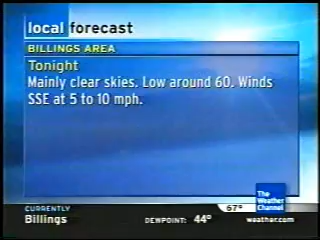 local forecast
BILLINGS AREA
Tonight
Mainly clear skies. Low around 60. Winds
SSE at 5 to 10 mph.
The
Weather
Channel
CURRENTLY
67°
Billings
DEWPOINT: 44°
weather.com